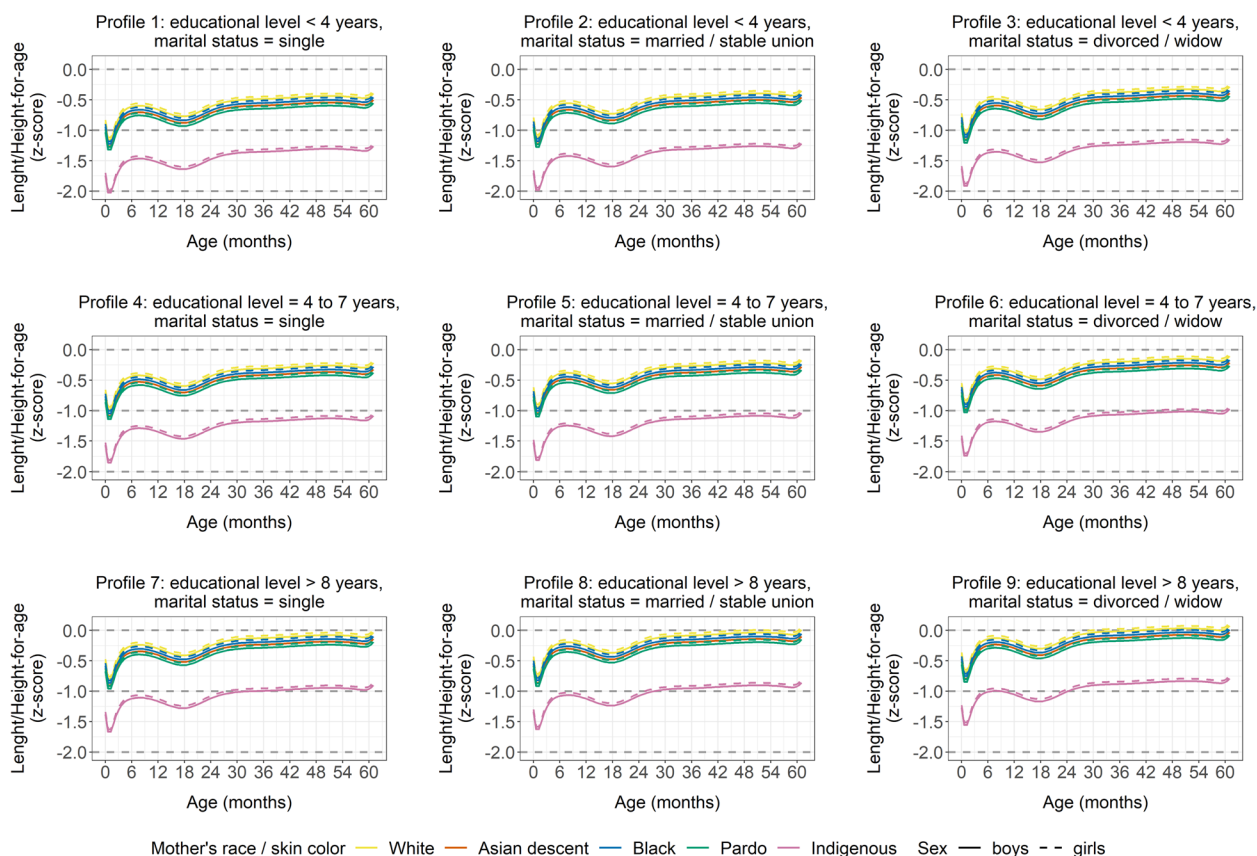 Profile 1: educational level < 4 years,
marital status = single
Profile 2: educational level < 4 years,
marital status = married / stable union
Profile 3: educational level < 4 years,
marital status = divorced / widow
Lenght/Height-for-age
(z-score)
0.0
-0.5
-1.0
-1.5
-2.0
0 6 12 18 24 30 36 42 48 54 60
Age (months)
Lenght/Height-for-age
(z-score)
0.0
-0.5
-1.0
-1.5
-2.0
0 6 12 18 24 30 36 42 48 54 60
Age (months)
Lenght/Height-for-age
(z-score)
0.0
-0.5
-1.0
-1.5
-2.0
0 6 12 18 24 30 36 42 48 54 60
Age (months)
Profile 4: educational level = 4 to 7 years,
marital status = single
Profile 5: educational level = 4 to 7 years,
marital status = married / stable union
Profile 6: educational level = 4 to 7 years,
marital status = divorced / widow
Lenght/Height-for-age
(z-score)
0.0
-0.5
-1.0
-1.5
-2.0
0 6 12 18 24 30 36 42 48 54 60
Age (months)
Lenght/Height-for-age
(z-score)
0.0
-0.5
-1.0
-1.5
-2.0
0 6 12 18 24 30 36 42 48 54 60
Age (months)
Lenght/Height-for-age
(z-score)
0.0
-0.5
-1.0
-1.5
-2.0
0 6 12 18 24 30 36 42 48 54 60
Age (months)
Profile 7: educational level > 8 years,
marital status = single
Profile 8: educational level > 8 years,
marital status = married / stable union
Profile 9: educational level > 8 years,
marital status = divorced / widow
Lenght/Height-for-age
(z-score)
0.0
-0.5
-1.0
-1.5
-2.0
0 6 12 18 24 30 36 42 48 54 60
Age (months)
Lenght/Height-for-age
(z-score)
0.0
-0.5
-1.0
-1.5
-2.0
0 6 12 18 24 30 36 42 48 54 60
Age (months)
Lenght/Height-for-age
(z-score)
0.0
-0.5
-1.0
-1.5
-2.0
0 6 12 18 24 30 36 42 48 54 60
Age (months)
Mother's race / skin color White Asian descent Black Pardo Indigenous Sex boys girls